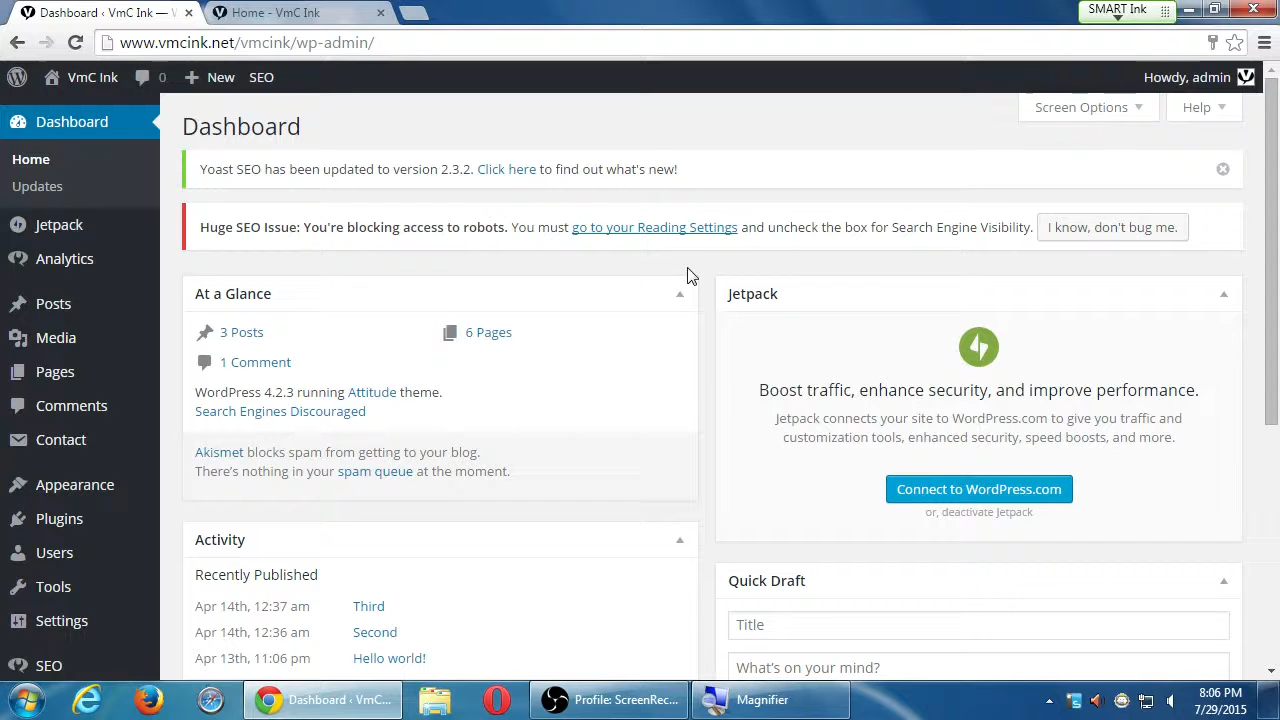 Dashboard ‹ VmC Ink — V
Home - VmC Ink
SMART Ink
www.vmcink.net/vmcink/wp-admin/
VmC Ink
0
New
SEO
Howdy, admin
Dashboard
Home
Updates
Jetpack
Analytics
Posts
Media
Pages
Comments
Contact
Appearance
Plugins
Users
Tools
Settings
SEO
Screen Options
Help
Dashboard
Yoast SEO has been updated to version 2.3.2. Click here to find out what's new!
Huge SEO Issue: You're blocking access to robots. You must go to your Reading Settings and uncheck the box for Search Engine Visibility.
I know, don't bug me.
At a Glance
3 Posts
6 Pages
1 Comment
WordPress 4.2.3 running Attitude theme.
Search Engines Discouraged
Akismet blocks spam from getting to your blog.
There's nothing in your spam queue at the moment.
Activity
Recently Published
Apr 14th, 12:37 am Third
Apr 14th, 12:36 am Second
Apr 13th, 11:06 pm Hello world!
Jetpack
Boost traffic, enhance security, and improve performance.
Jetpack connects your site to WordPress.com to give you traffic and
customization tools, enhanced security, speed boosts, and more.
Connect to WordPress.com
or, deactivate Jetpack
Quick Draft
Title
What's on your mind?
Dashboard ‹ VmC...
Profile: ScreenRec...
Magnifier
8:06 PM
7/29/2015